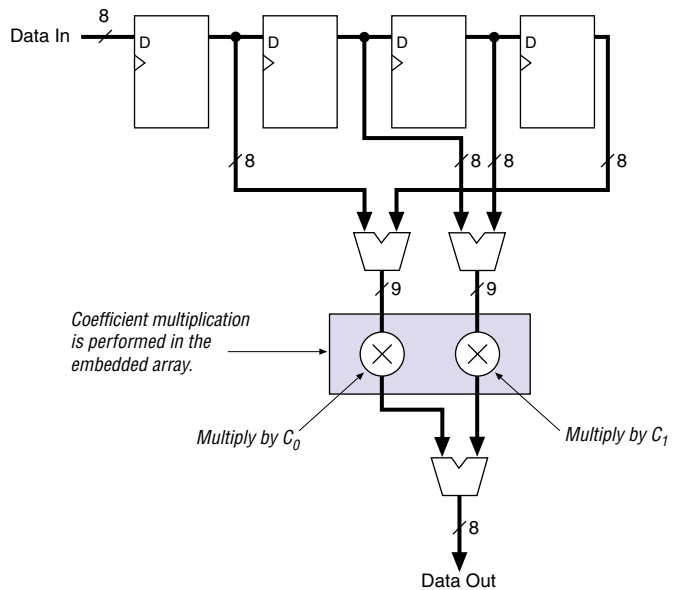 8
Data In
D D D D
8 8 8 8
9 9
Coefficient multiplication
is performed in the
embedded array.
Multiply by C0
Multiply by C1
8
Data Out